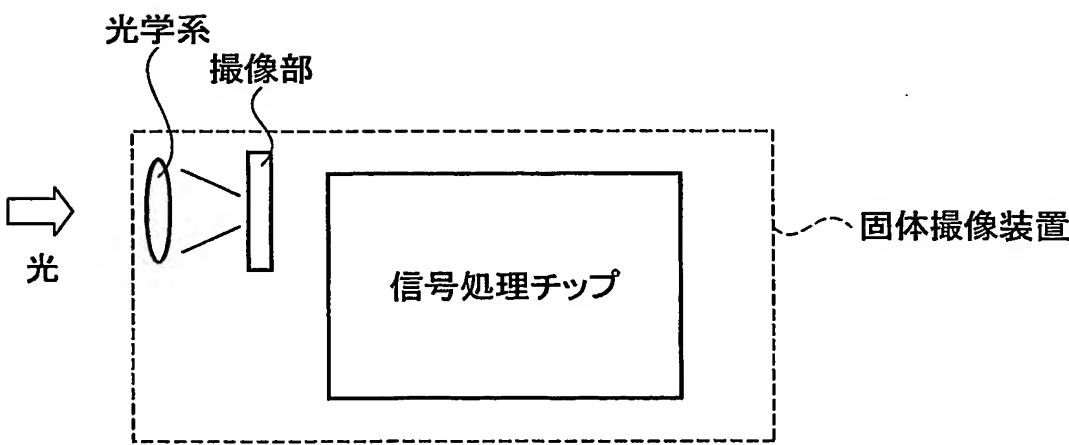 光学系
撮像部
光
信号処理チップ
固体撮像装置